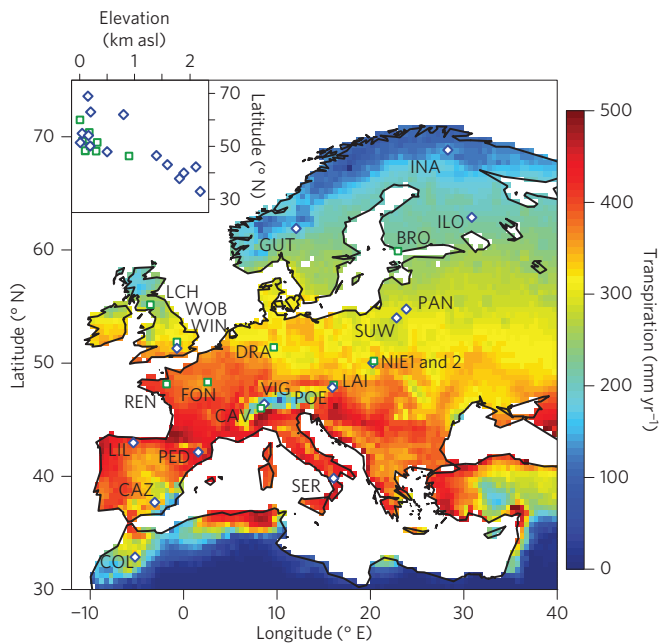 Elevation
(km asl)
0 1 2
70
50
30
Latitude (° N)
70
60
50
40
30
Latitude (° N)
−10 0 10 20 30 40
Longitude (° E)
500
400
300
200
100
0
Transpiration (mm yr⁻¹)
INA
ILO
GUT
BRO
LCH
WOB
WIN
PAN
SUW
DRA
NIE1 and 2
REN
FON
VIG
POE
LAI
CAV
LIL
PED
SER
CAZ
COL